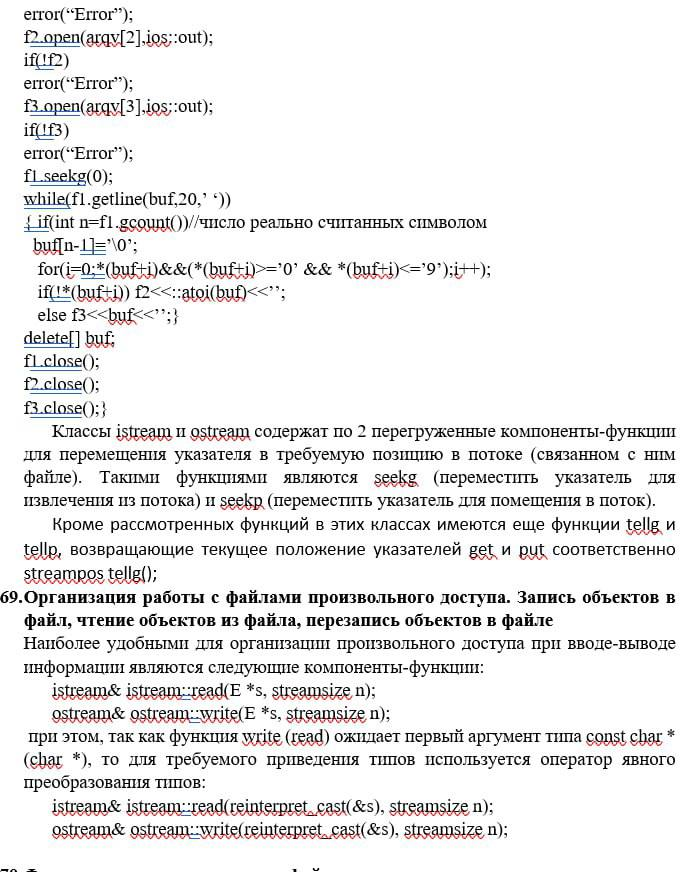 error(“Error”);
f2.open(argv[2],ios::out);
if(!f2)
error(“Error”);
f3.open(argv[3],ios::out);
if(!f3)
error(“Error”);
f1.seekg(0);
while(f1.getline(buf,20,’ ‘))
{ if(int n=f1.gcount())//число реально считанных символом
buf[n-1]=’\0’;
for(i=0;*(buf+i)&&(*(buf+i)>=’0’ && *(buf+i)<=’9’);i++);
if(!*(buf+i)) f2<<::atoi(buf)<<’’;
else f3<<buf<<’’;}
delete[] buf;
f1.close();
f2.close();
f3.close();}
Классы istream и ostream содержат по 2 перегруженные компоненты-функции
для перемещения указателя в требуемую позицию в потоке (связанном с ним
файле). Такими функциями являются seekg (переместить указатель для
извлечения из потока) и seekp (переместить указатель для помещения в поток).
Кроме рассмотренных функций в этих классах имеются еще функции tellg и
tellp, возвращающие текущее положение указателей get и put соответственно
streampos tellg();
69.Организация работы с файлами произвольного доступа. Запись объектов в
файл, чтение объектов из файла, перезапись объектов в файле
Наиболее удобными для организации произвольного доступа при вводе-выводе
информации являются следующие компоненты-функции:
istream& istream::read(E *s, streamsize n);
ostream& ostream::write(E *s, streamsize n);
при этом, так как функция write (read) ожидает первый аргумент типа const char *
(char *), то для требуемого приведения типов используется оператор явного
преобразования типов:
istream& istream::read(reinterpret_cast(&s), streamsize n);
ostream& ostream::write(reinterpret_cast(&s), streamsize n);